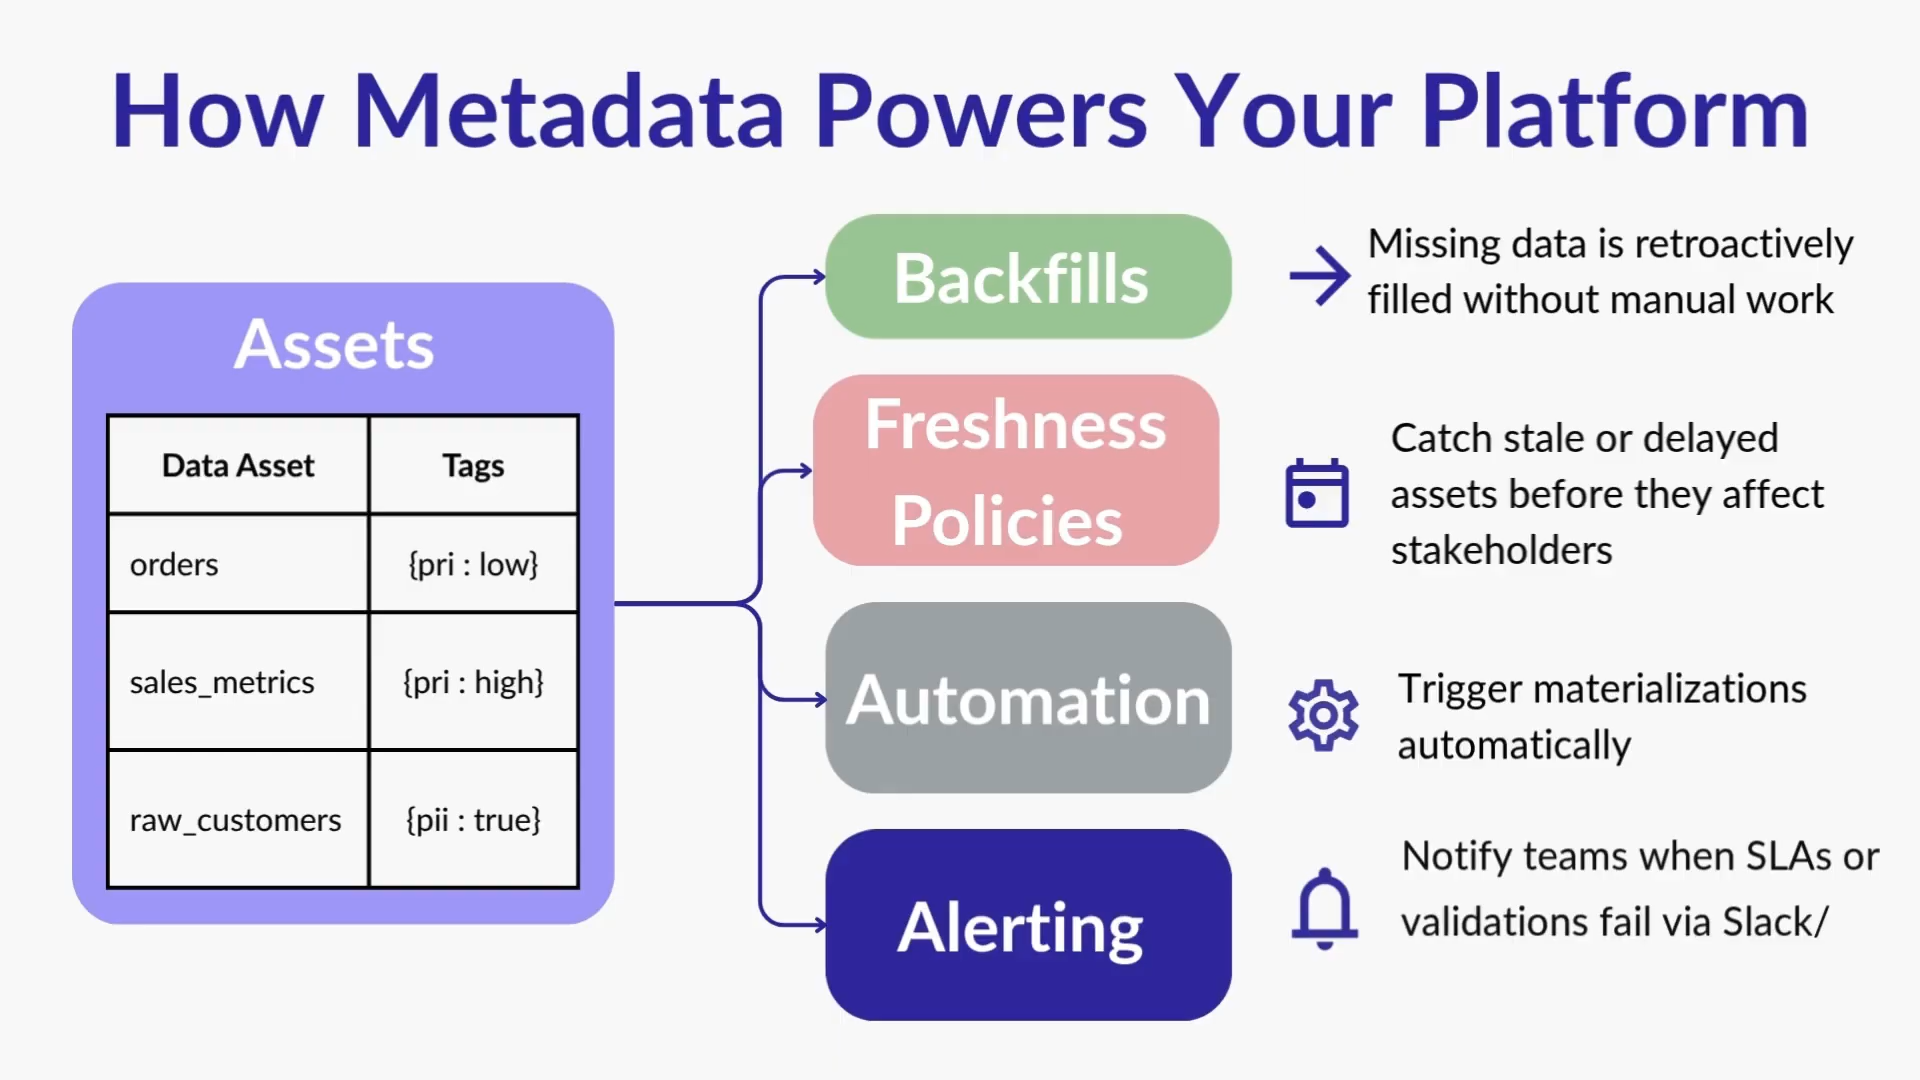 How Metadata Powers Your Platform
Assets
Data Asset
Tags
orders
{pri : low}
sales_metrics
{pri : high}
raw_customers
{pii : true}
Backfills
Missing data is retroactively
filled without manual work
Freshness
Policies
Catch stale or delayed
assets before they affect
stakeholders
Automation
Trigger materializations
automatically
Alerting
Notify teams when SLAs or
validations fail via Slack/